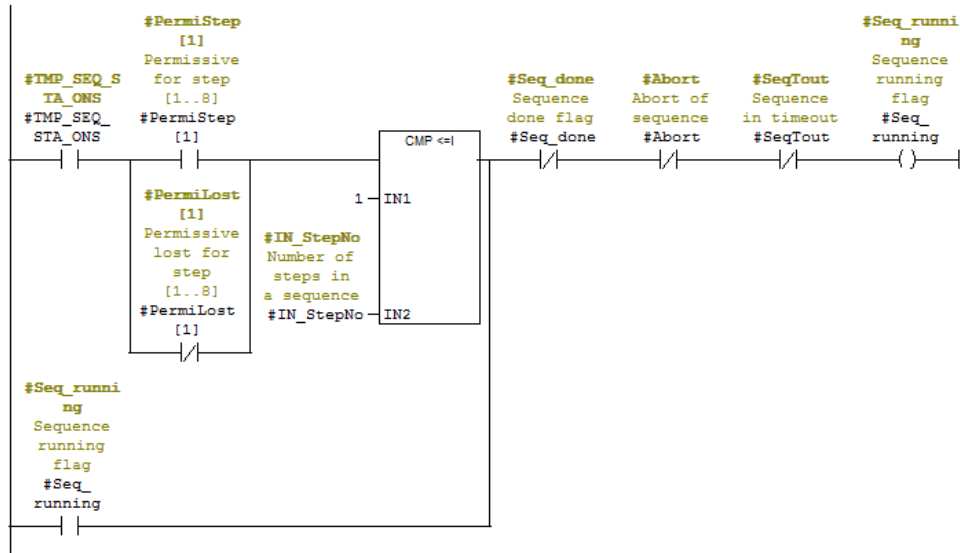 #PermiStep
[1]
Permissive
for step
[1..8]
#PermiStep
[1]
#TMP_SEQ_S
TA_ONS
#TMP_SEQ_
STA_ONS
#Seq_done
Sequence
done flag
#Seq_done
#Abort
Abort of
sequence
#Abort
#SeqTout
Sequence
in timeout
#SeqTout
#Seq_runni
ng
Sequence
running
flag
#Seq_
running
CMP <=I
1
IN1
#PermiLost
[1]
Permissive
lost for
step
[1..8]
#PermiLost
[1]
#IN_StepNo
Number of
steps in
a sequence
#IN_StepNo
IN2
#Seq_runni
ng
Sequence
running
flag
#Seq_
running